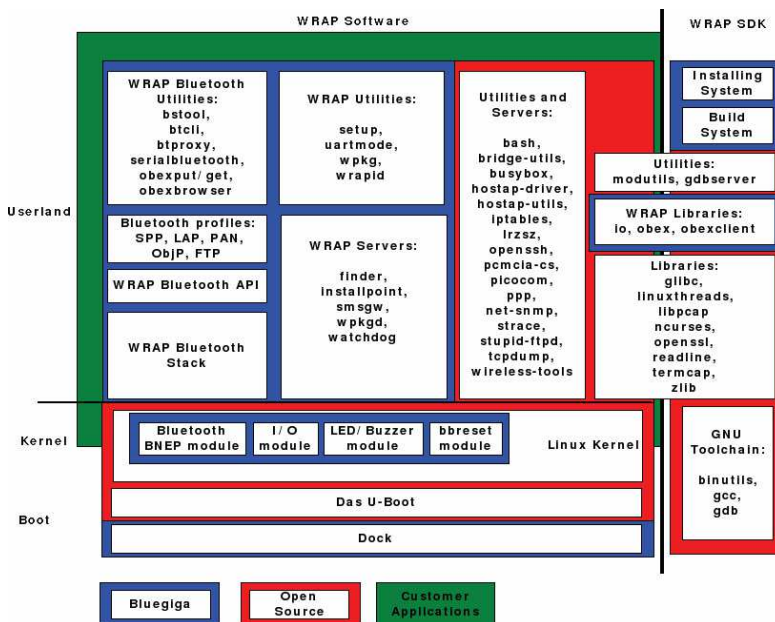 WRAP Software
WRAP SDK
WRAP Bluetooth
Utilities:
bstool,
btcli,
btproxy,
serialbluetooth,
obexput/ get,
obexbrowser
WRAP Utilities:
setup,
uartmode,
wpkg,
wrapid
Utilities and
Servers:
bash,
bridge-utils,
busybox,
hostap-driver,
hostap-utils,
iptables,
lrzsz,
openssh,
pcmcia-cs,
picocom,
ppp,
net-snmp,
strace,
stupid-ftpd,
tcpdump,
wireless-tools
Installing
System
Build
System
Utilities:
modutils, gdbserver
WRAP Libraries:
io, obex, obexclient
Userland
Bluetooth profiles:
SPP, LAP, PAN,
ObjP, FTP
WRAP Bluetooth API
WRAP Bluetooth
Stack
WRAP Servers:
finder,
installpoint,
smsgw,
wpkgd,
watchdog
Libraries:
glibc,
linuxthreads,
libpcap
ncurses,
openssl,
readline,
termcap,
zlib
Kernel
Bluetooth
BNEP module
I/ O
module
LED/ Buzzer
module
bbreset
module
Linux Kernel
GNU
Toolchain:
binutils,
gcc,
gdb
Boot
Das U-Boot
Dock
Bluegiga
Open
Source
Customer
Applications